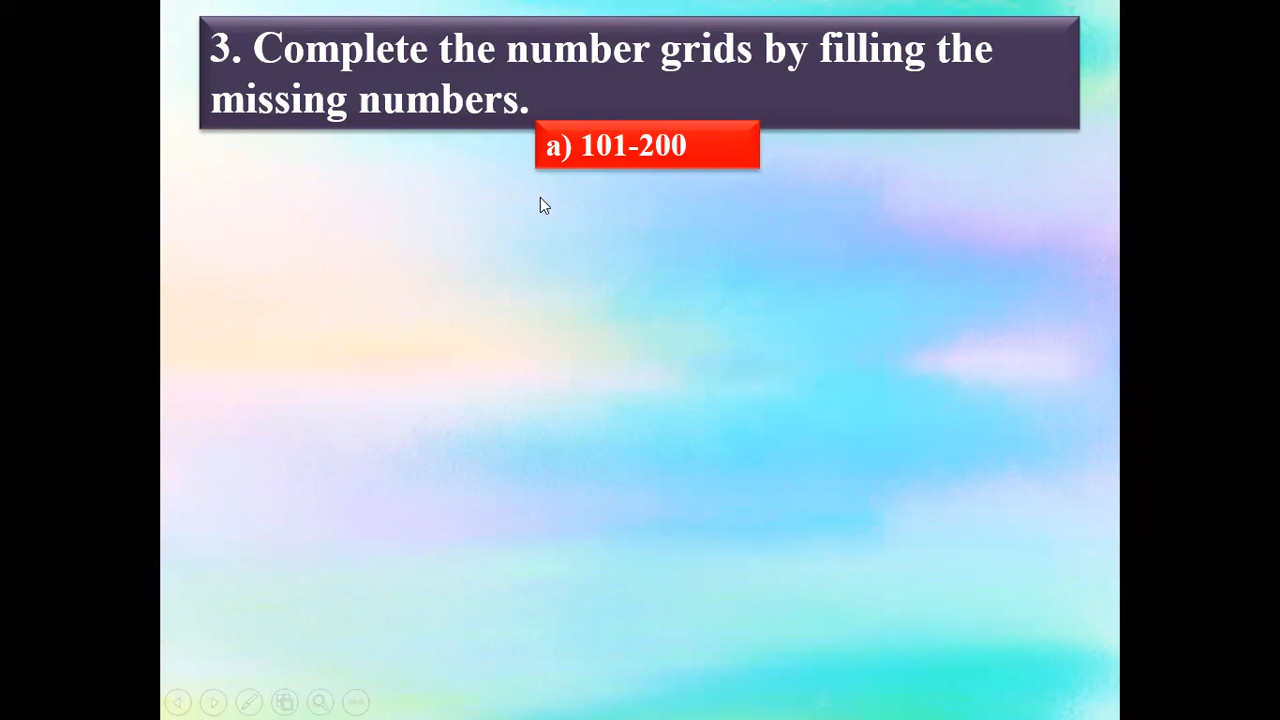 3. Complete the number grids by filling the
missing numbers.
a) 101-200